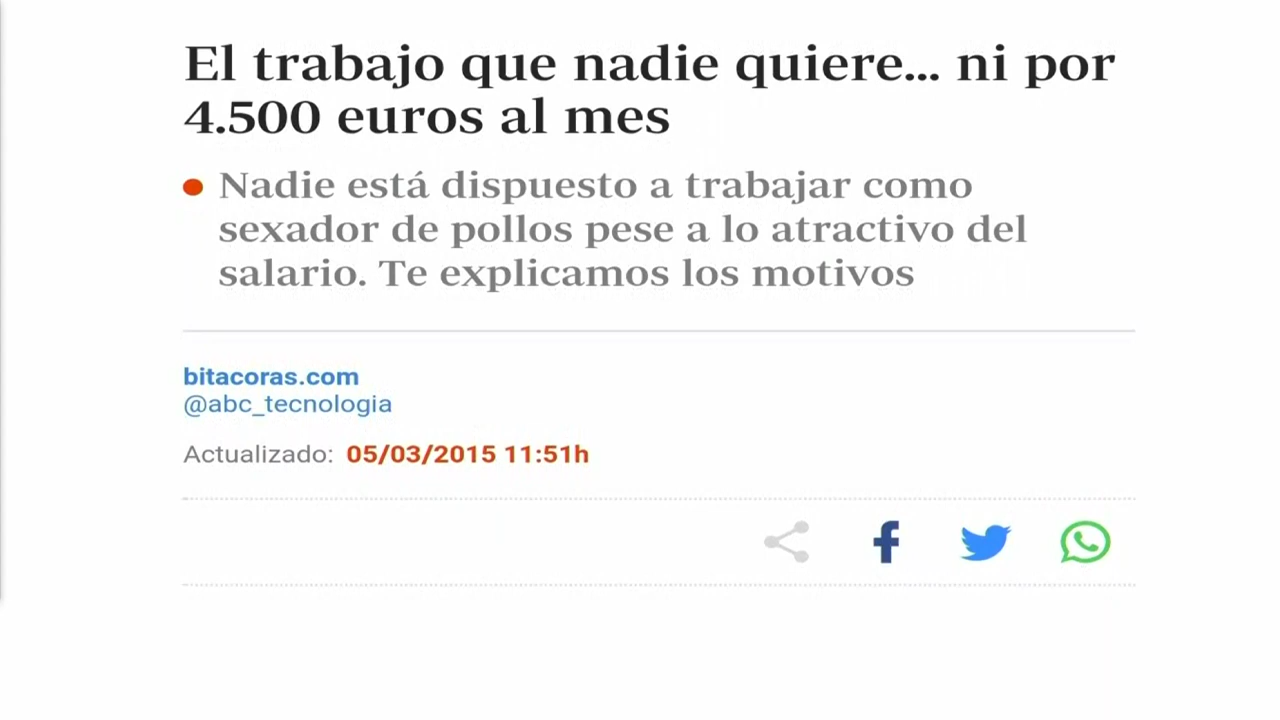 El trabajo que nadie quiere... ni por
4.500 euros al mes
Nadie está dispuesto a trabajar como
sexador de pollos pese a lo atractivo del
salario. Te explicamos los motivos
bitacoras.com
@abc_tecnologia
Actualizado: 05/03/2015 11:51h